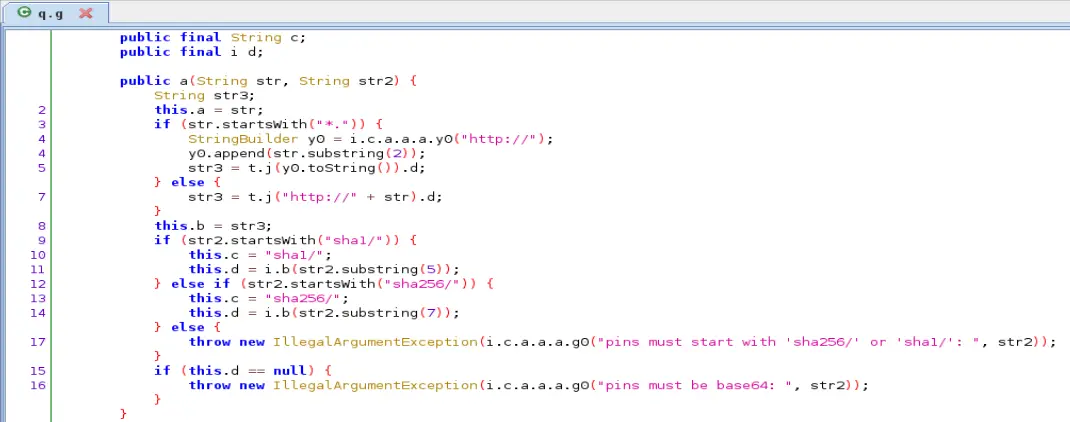 q.g
public final String c;
public final i d;
public a(String str, String str2) {
String str3;
2 this.a = str;
3 if (str.startsWith("*.")) {
4 StringBuilder y0 = i.c.a.a.a.y0("http://");
4 y0.append(str.substring(2));
5 str3 = t.j(y0.toString()).d;
} else {
7 str3 = t.j("http://" + str).d;
}
8 this.b = str3;
9 if (str2.startsWith("sha1/")) {
10 this.c = "sha1/";
11 this.d = i.b(str2.substring(5));
12 } else if (str2.startsWith("sha256/")) {
13 this.c = "sha256/";
14 this.d = i.b(str2.substring(7));
} else {
17 throw new IllegalArgumentException(i.c.a.a.a.g0("pins must start with 'sha256/' or 'sha1/': ", str2));
}
15 if (this.d == null) {
16 throw new IllegalArgumentException(i.c.a.a.a.g0("pins must be base64: ", str2));
}
}